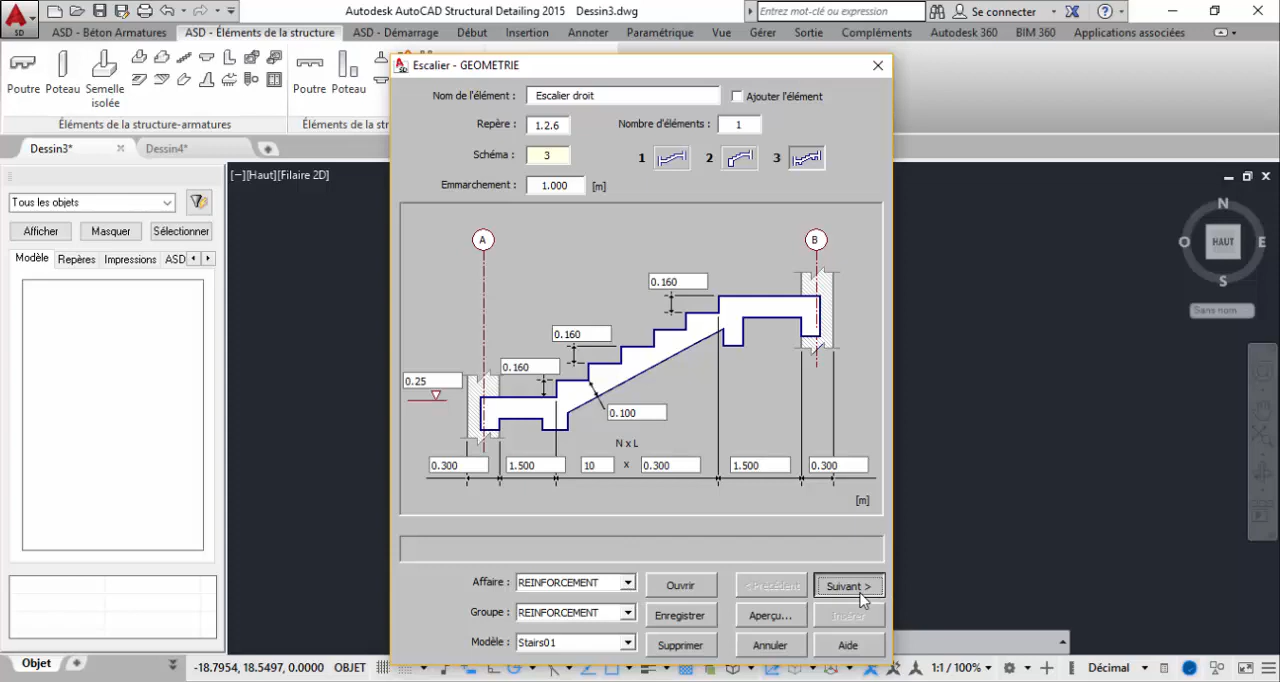 Autodesk AutoCAD Structural Detailing 2015 Dessin3.dwg
Entrez mot-clé ou expression
Se connecter
SD
ASD - Béton Armatures
ASD - Éléments de la structure
ASD - Démarrage
Début
Insertion
Annoter
Paramétrique
Vue
Gérer
Sortie
Compléments
Autodesk 360
BIM 360
Applications associées
Poutre
Poteau
Semelle
isolée
Poutre
Poteau
Éléments de la structure-armatures
Éléments de la str
Dessin3*
Dessin4*
[−][Haut][Filaire 2D]
Tous les objets
Afficher
Masquer
Sélectionner
Modèle
Repères
Impressions
ASD
Objet
Escalier - GEOMETRIE
Nom de l'élément :
Escalier droit
Ajouter l'élément
Repère :
1.2.6
Nombre d'éléments :
1
Schéma :
3
1
2
3
Emmarchement :
1.000
[m]
A
B
0.160
0.160
0.160
0.25
0.100
N x L
0.300
1.500
10
x
0.300
1.500
0.300
[m]
Affaire :
REINFORCEMENT
Ouvrir
< Précédent
Suivant >
Groupe :
REINFORCEMENT
Enregistrer
Aperçu...
Insérer
Modèle :
Stairs01
Supprimer
Annuler
Aide
N
O
HAUT
E
S
Sans nom
-18.7954, 18.5497, 0.0000
OBJET
1:1 / 100%
Décimal